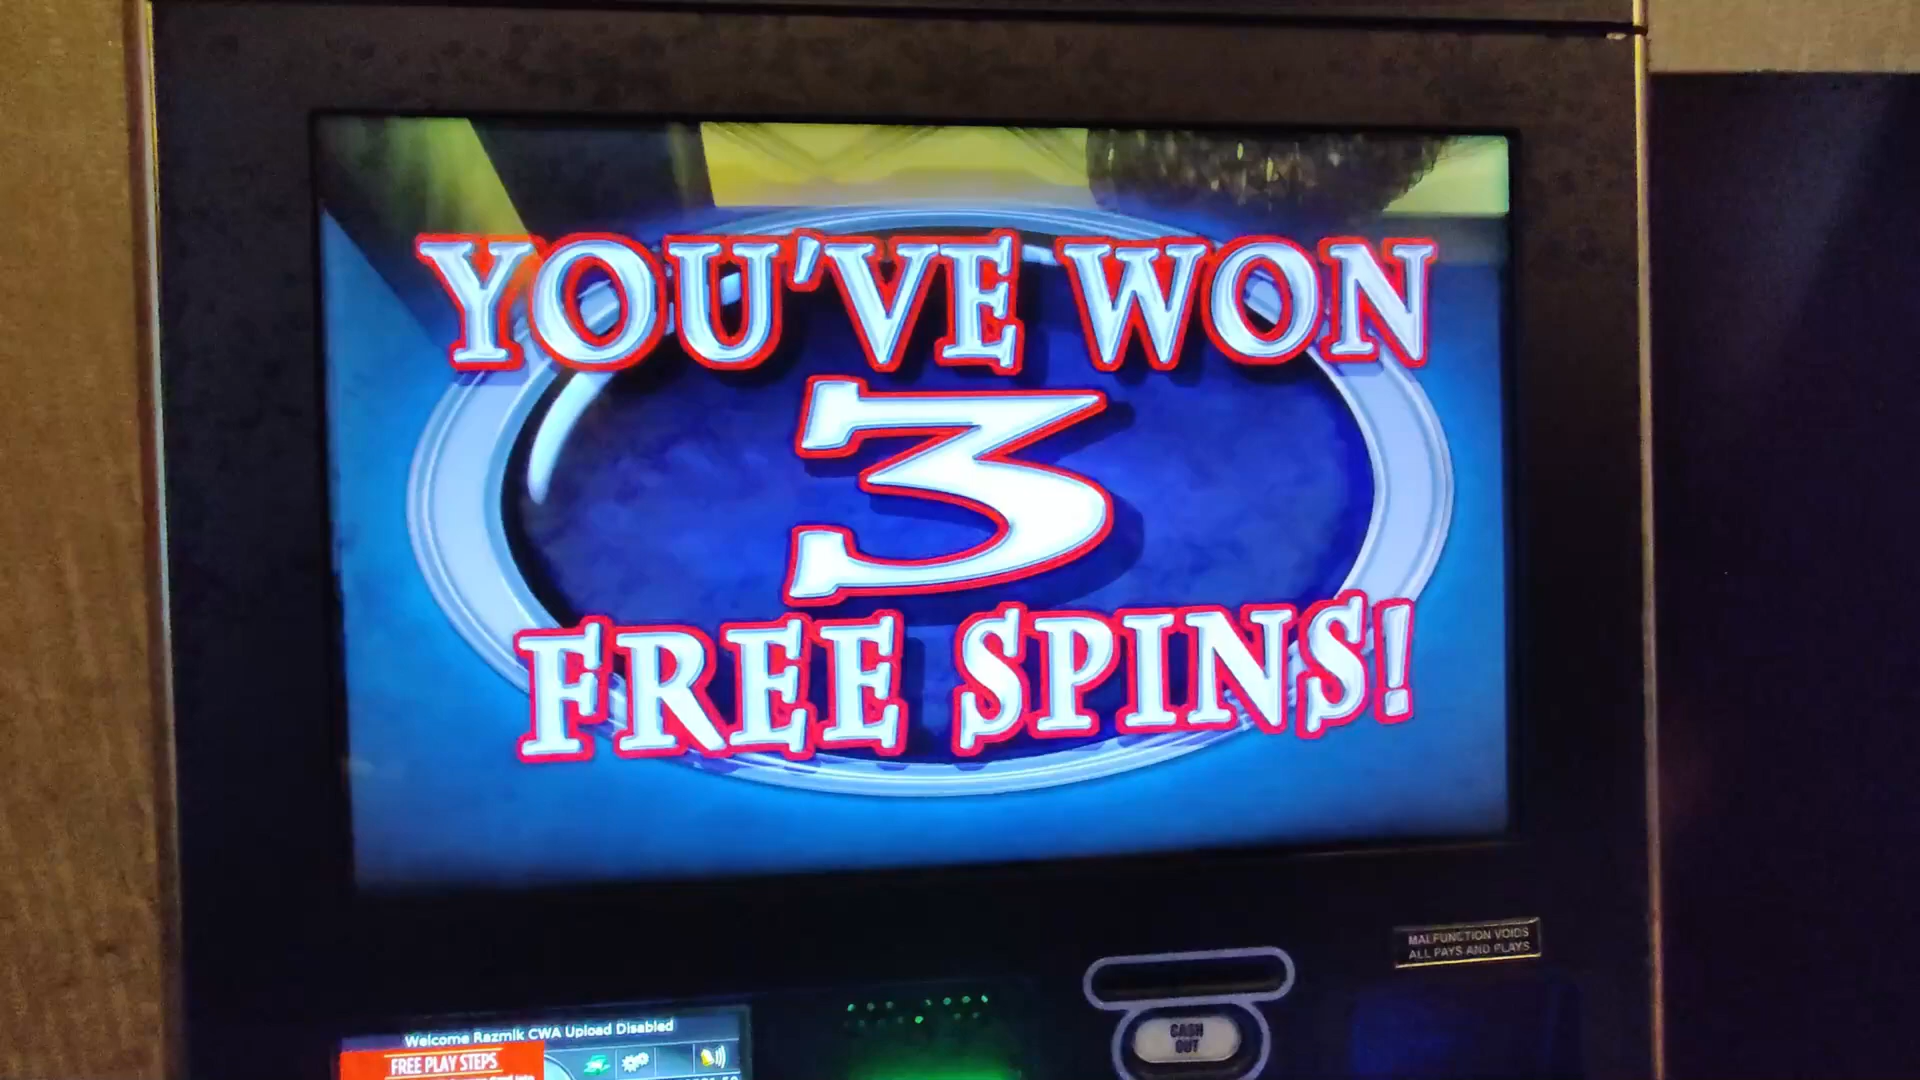 YOU'VE WON
3
FREE SPINS!
MALFUNCTION VOIDS
ALL PAYS AND PLAYS
CASH
OUT
Welcome Razmik CWA Upload Disabled
FREE PLAY STEPS